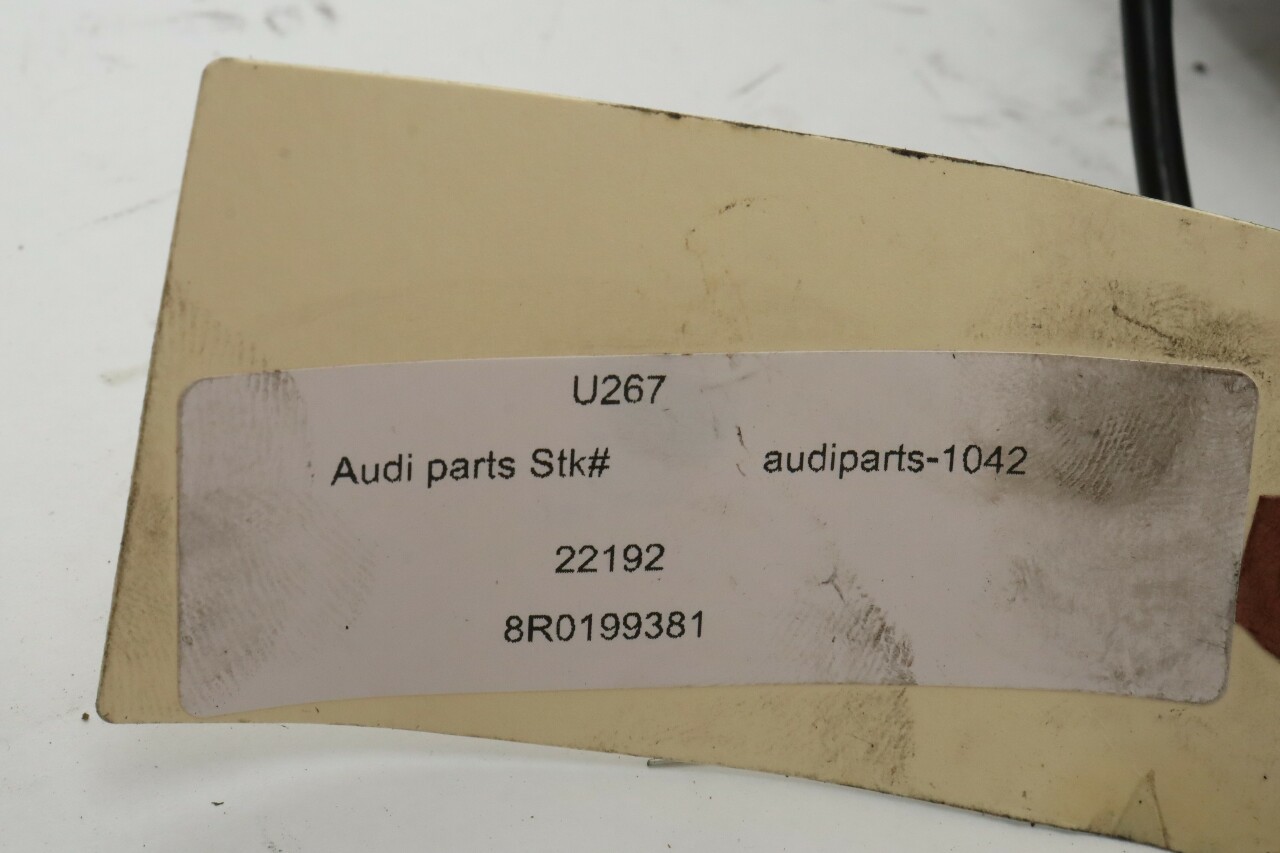 U267
Audi parts Stk# audiparts-1042
22192
8R0199381